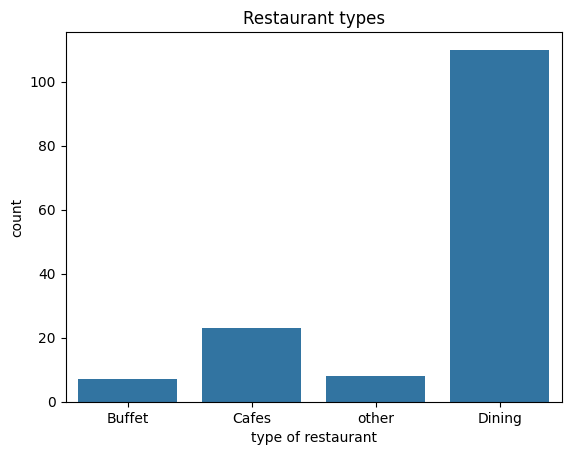 Restaurant types
count
100
80
60
40
20
0
Buffet Cafes other Dining
type of restaurant